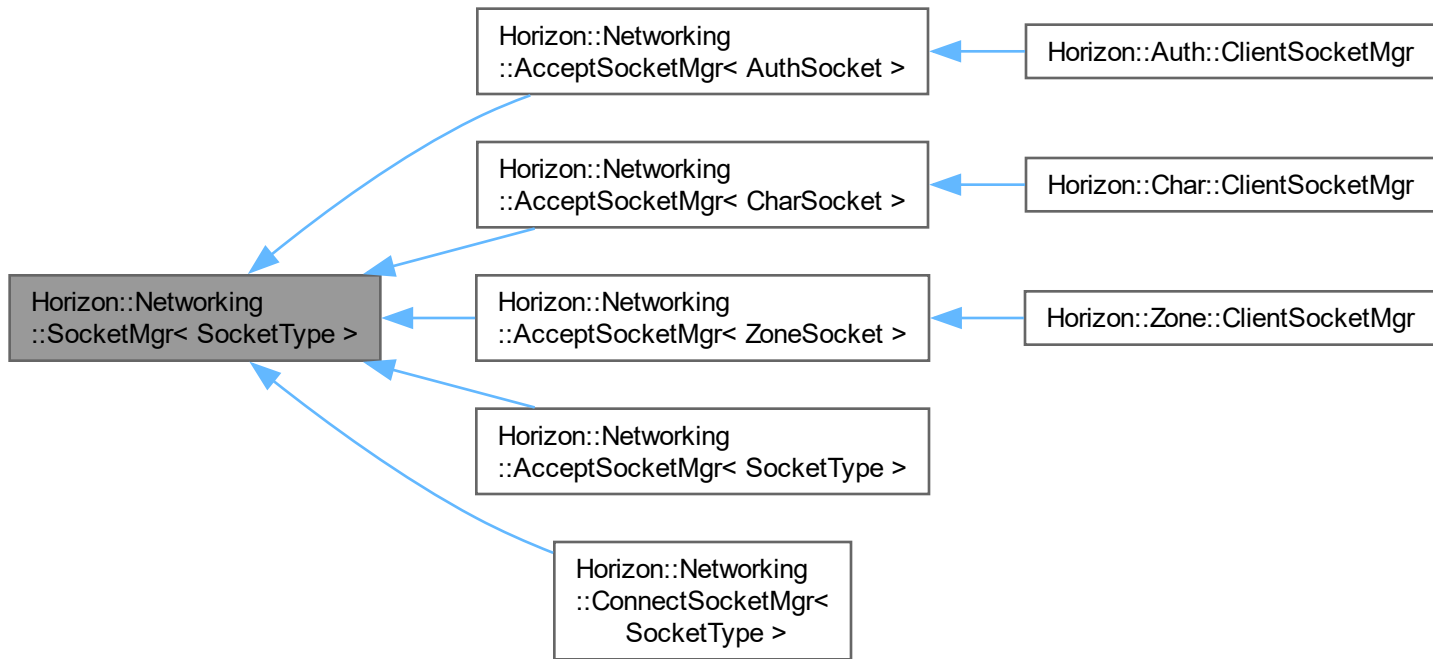 Horizon::Networking
::AcceptSocketMgr< AuthSocket >
Horizon::Auth::ClientSocketMgr
Horizon::Networking
::AcceptSocketMgr< CharSocket >
Horizon::Char::ClientSocketMgr
Horizon::Networking
::SocketMgr< SocketType >
Horizon::Networking
::AcceptSocketMgr< ZoneSocket >
Horizon::Zone::ClientSocketMgr
Horizon::Networking
::AcceptSocketMgr< SocketType >
Horizon::Networking
::ConnectSocketMgr<
SocketType >